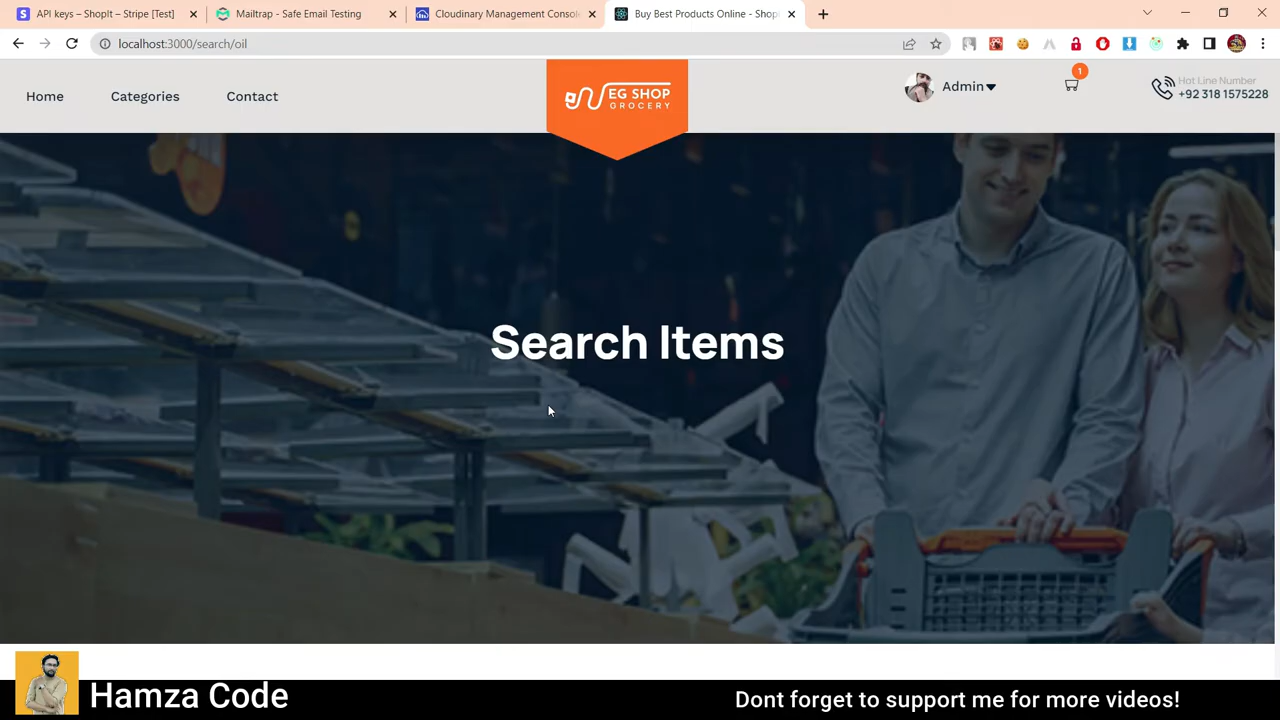 API keys – ShopIt – Stripe [Test]
Mailtrap - Safe Email Testing
Cloudinary Management Console
Buy Best Products Online - Shop
localhost:3000/search/oil
Home
Categories
Contact
EG SHOP
GROCERY
Admin
1
Hot Line Number
+92 318 1575228
Search Items
Hamza Code
Dont forget to support me for more videos!